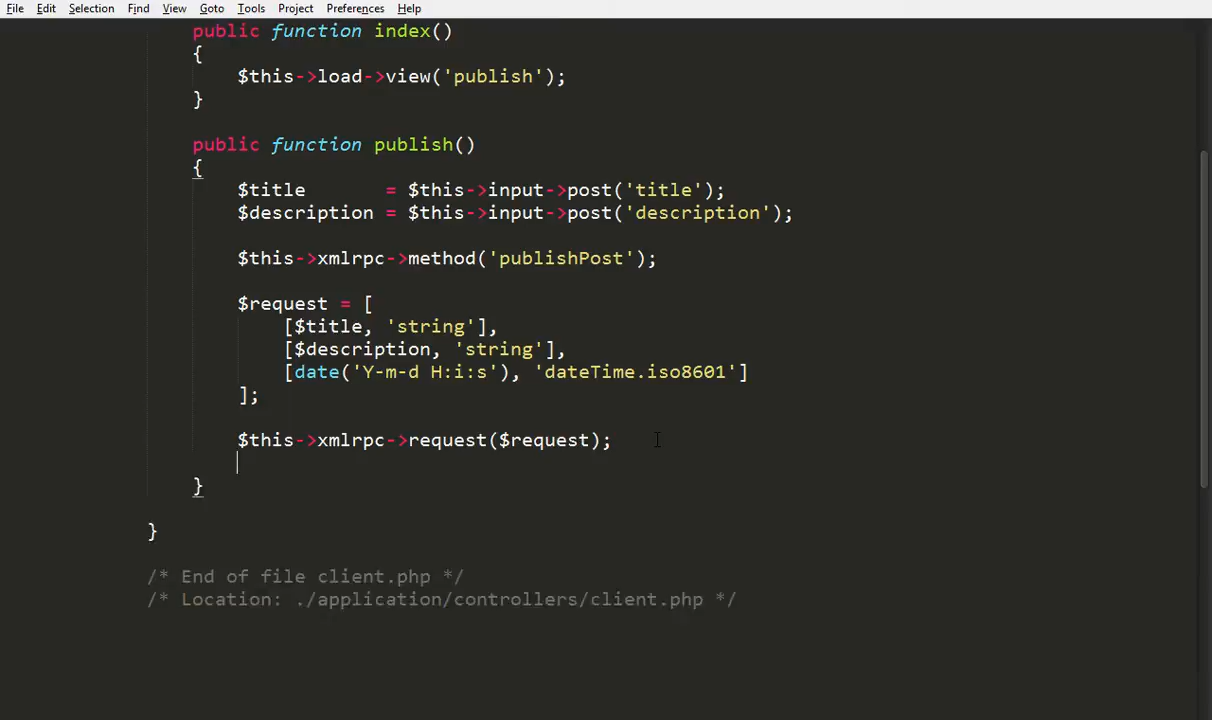 File Edit Selection Find View Goto Tools Project Preferences Help
public function index()
{
$this->load->view('publish');
}
public function publish()
{
$title       = $this->input->post('title');
$description = $this->input->post('description');
$this->xmlrpc->method('publishPost');
$request = [
[$title, 'string'],
[$description, 'string'],
[date('Y-m-d H:i:s'), 'dateTime.iso8601']
];
$this->xmlrpc->request($request);
}
}
/* End of file client.php */
/* Location: ./application/controllers/client.php */